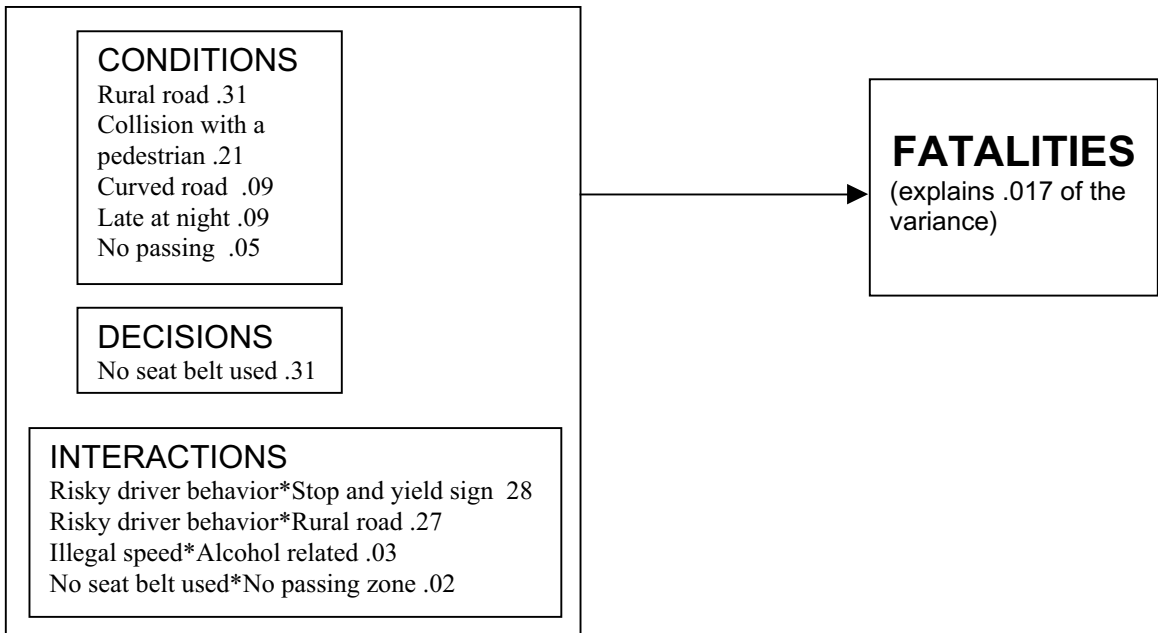 CONDITIONS
Rural road .31
Collision with a
pedestrian .21
Curved road .09
Late at night .09
No passing .05
DECISIONS
No seat belt used .31
INTERACTIONS
Risky driver behavior*Stop and yield sign 28
Risky driver behavior*Rural road .27
Illegal speed*Alcohol related .03
No seat belt used*No passing zone .02
FATALITIES
(explains .017 of the
variance)